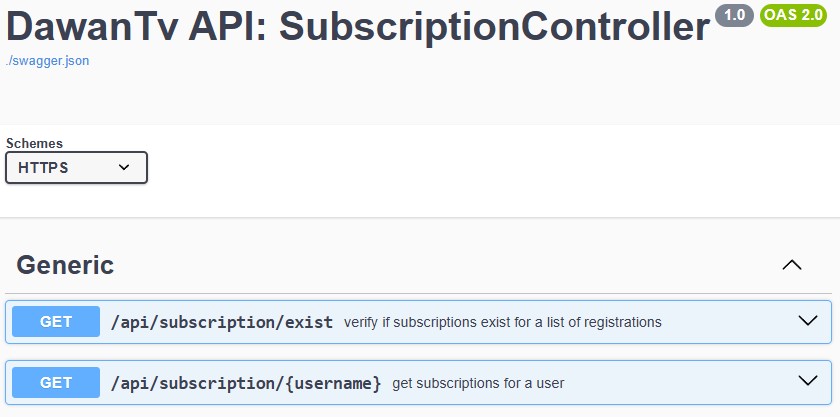 DawanTv API: SubscriptionController 1.0 OAS 2.0
./swagger.json
Schemes
HTTPS
Generic
GET /api/subscription/exist verify if subscriptions exist for a list of registrations
GET /api/subscription/{username} get subscriptions for a user